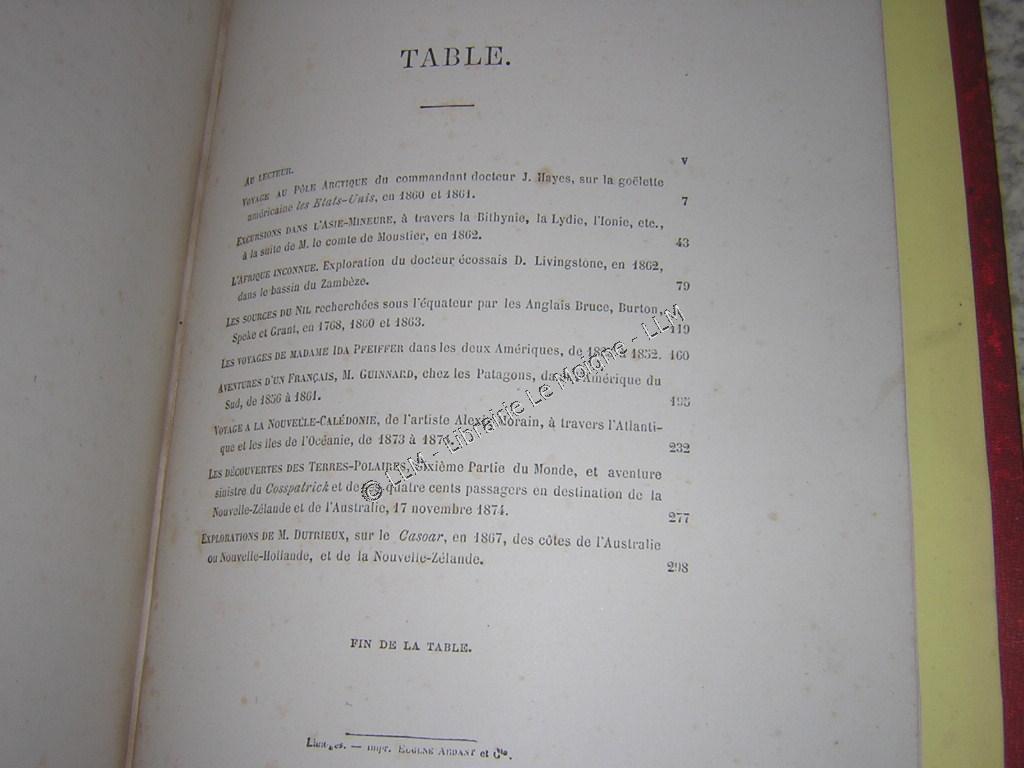 TABLE.
V
AU LECTEUR.
VOYAGE AU PÔLE ARCTIQUE du commandant docteur J. Hayes, sur la goëlette
américaine les Etats-Unis, en 1860 et 1861. 7
EXCURSIONS DANS L'ASIE-MINEURE, à travers la Bithynie, la Lydie, l'Ionie, etc.,
à la suite de M. le comte de Moustier, en 1862. 43
L'AFRIQUE INCONNUE. Exploration du docteur écossais D. Livingstone, en 1862,
dans le bassin du Zambèze. 79
LES SOURCES DU NIL recherchées sous l'équateur par les Anglais Bruce, Burton,
Speke et Grant, en 1768, 1860 et 1863. 119
LES VOYAGES DE MADAME IDA PFEIFFER dans les deux Amériques, de à 1852. 160
AVENTURES D'UN FRANÇAIS, M. GUINNARD, chez les Patagons, dans l'Amérique du
Sud, de 1856 à 1861. 195
VOYAGE A LA NOUVELLE-CALÉDONIE, de l'artiste à travers l'Atlanti-
que et les îles de l'Océanie, de 1873 à 232
LES DÉCOUVERTES DES TERRES-POLAIRES, Sixième Partie du Monde, et aventure
sinistre du Cosspatrick et de quatre cents passagers en destination de la
Nouvelle-Zélande et de l'Australie, 17 novembre 1874. 277
EXPLORATIONS DE M. DUTRIEUX, sur le Casoar, en 1867, des côtes de l'Australie
ou Nouvelle-Hollande, et de la Nouvelle-Zélande. 298
FIN DE LA TABLE.
Limoges. — Impr. EUGÈNE ARDANT et Cie.
© LLM - Librairie Le Moigne - LLM